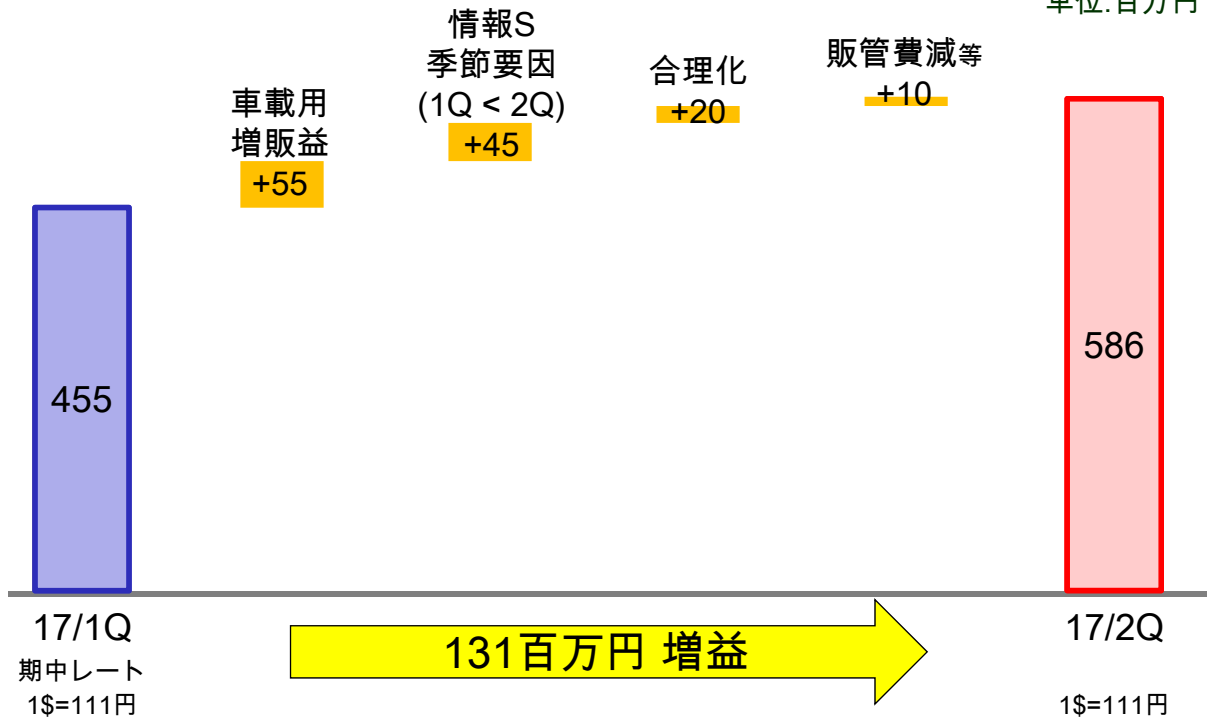 単位:百万円
情報S
季節要因
(1Q < 2Q)
+45
車載用
増販益
+55
合理化
+20
販管費減等
+10
455
586
17/1Q
期中レート
1$=111円
131百万円 増益
17/2Q
1$=111円